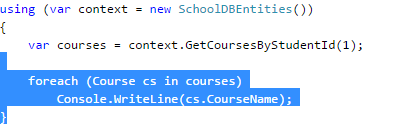 using (var context = new SchoolDBEntities())
{
    var courses = context.GetCoursesByStudentId(1);
    foreach (Course cs in courses)
        Console.WriteLine(cs.CourseName);
}